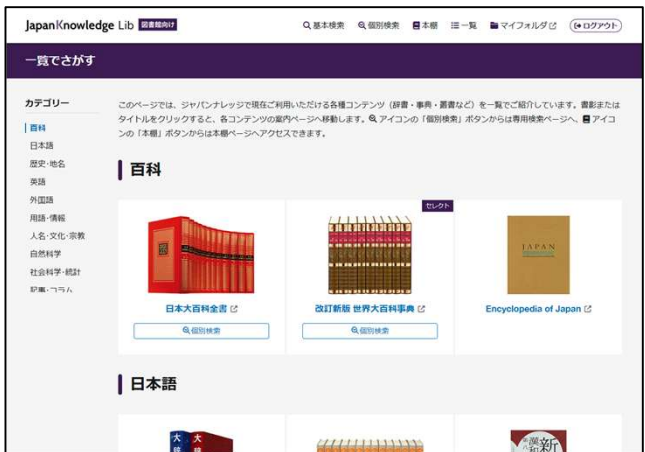 JapanKnowledge Lib 図書館向け
基本検索 個別検索 本棚 一覧 マイフォルダ ログアウト
一覧でさがす
カテゴリー
百科
日本語
歴史・地名
英語
外国語
用語・情報
人名・文化・宗教
自然科学
社会科学・統計
記事・コラム
このページでは、ジャパンナレッジで現在ご利用いただける各種コンテンツ（辞書・事典・叢書など）を一覧でご紹介しています。書影または
タイトルをクリックすると、各コンテンツの案内ページへ移動します。アイコンの「個別検索」ボタンからは専用検索ページへ、アイコ
ンの「本棚」ボタンからは本棚ページへアクセスできます。
百科
セレクト
JAPAN
日本大百科全書
個別検索
改訂新版 世界大百科事典
個別検索
Encyclopedia of Japan
日本語
大
大
新
漢
和